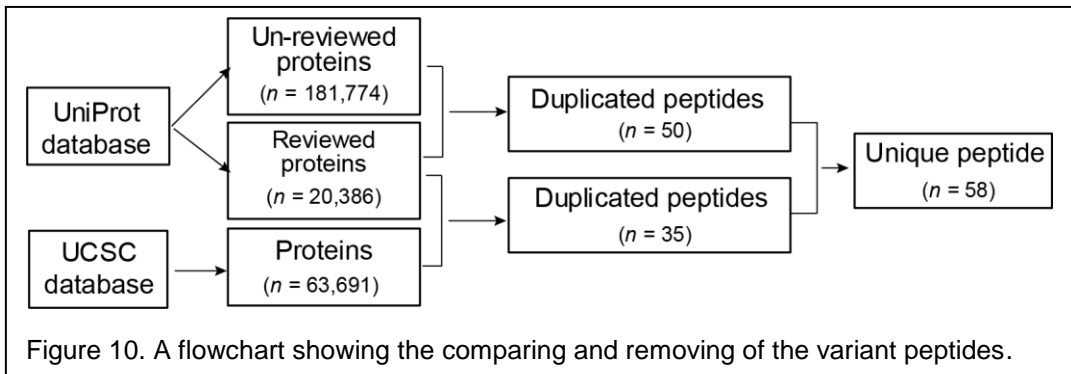 UniProt
database
Un-reviewed
proteins
(n = 181,774)
Reviewed
proteins
(n = 20,386)
UCSC
database
Proteins
(n = 63,691)
Duplicated peptides
(n = 50)
Duplicated peptides
(n = 35)
Unique peptide
(n = 58)
Figure 10. A flowchart showing the comparing and removing of the variant peptides.